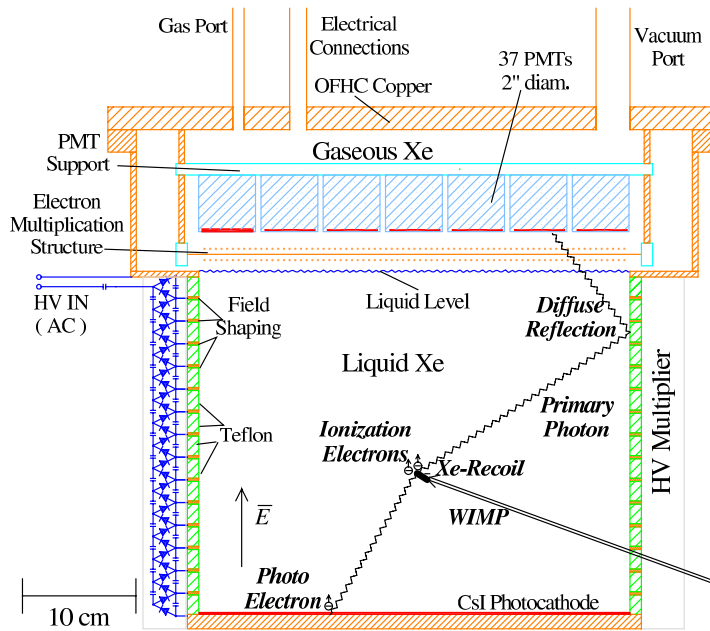 Gas Port
Electrical
Connections
Vacuum
Port
37 PMTs
2" diam.
OFHC Copper
PMT
Support
Gaseous Xe
Electron
Multiplication
Structure
HV IN
( AC )
Liquid Level
Field
Shaping
Diffuse
Reflection
Liquid Xe
Primary
Photon
HV Multiplier
Teflon
Ionization
Electrons
Xe-Recoil
WIMP
E
Photo
Electron
CsI Photocathode
10 cm